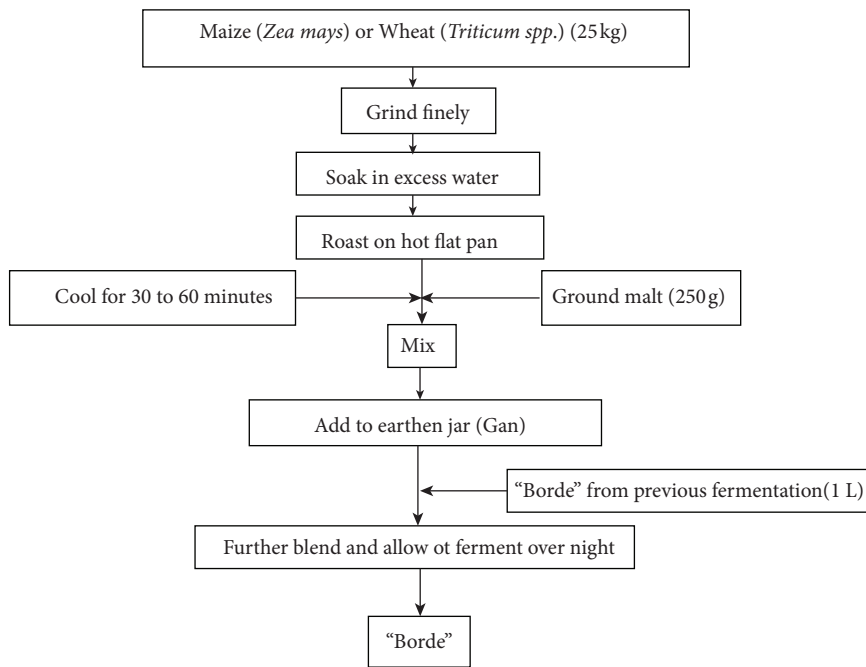 Maize (Zea mays) or Wheat (Triticum spp.) (25 kg)
Grind finely
Soak in excess water
Roast on hot flat pan
Cool for 30 to 60 minutes
Ground malt (250 g)
Mix
Add to earthen jar (Gan)
“Borde” from previous fermentation(1 L)
Further blend and allow ot ferment over night
“Borde”